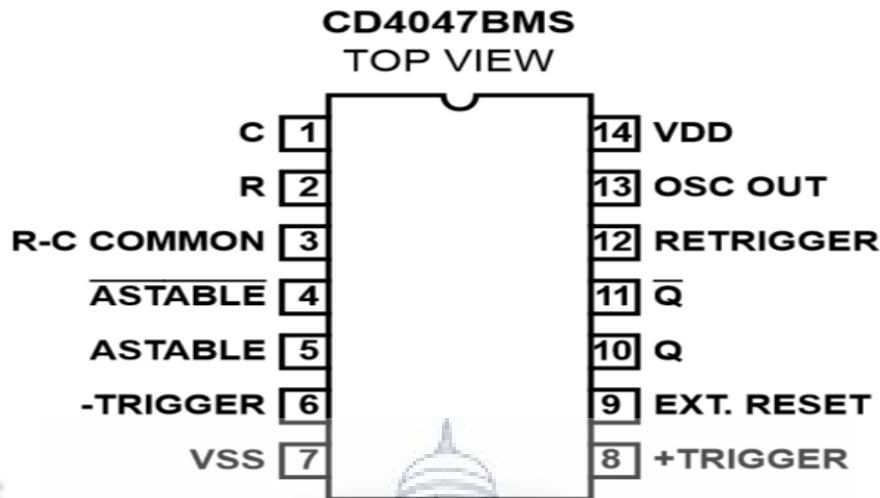 CD4047BMS
TOP VIEW
C 1 14 VDD
R 2 13 OSC OUT
R-C COMMON 3 12 RETRIGGER
A̅S̅T̅A̅B̅L̅E̅ 4 11 Q̅
ASTABLE 5 10 Q
-TRIGGER 6 9 EXT. RESET
VSS 7 8 +TRIGGER